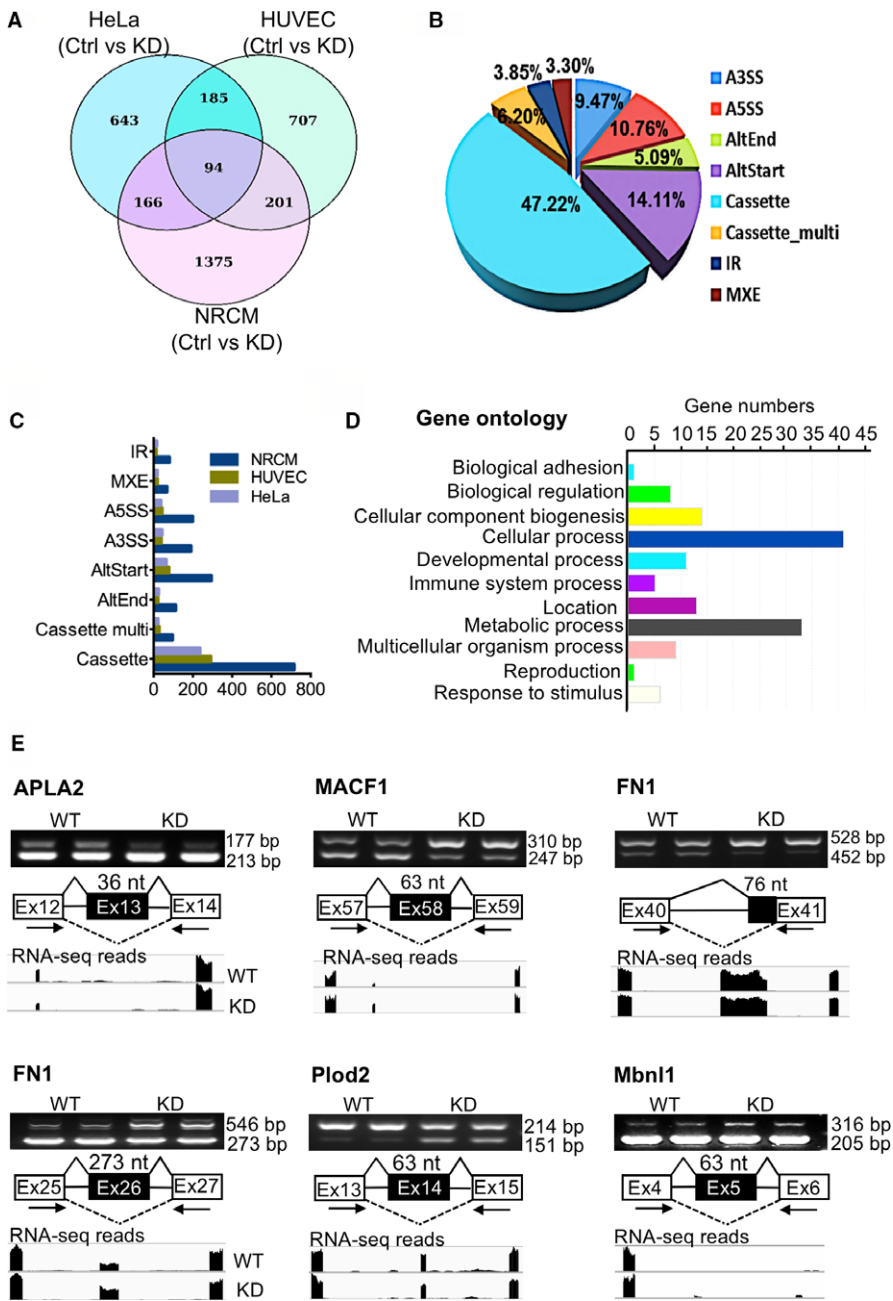 A
HeLa
(Ctrl vs KD)
HUVEC
(Ctrl vs KD)
643
185
707
94
166
201
1375
NRCM
(Ctrl vs KD)
B
3.85%
3.30%
6.20%
9.47%
10.76%
5.09%
14.11%
47.22%
A3SS
A5SS
AltEnd
AltStart
Cassette
Cassette_multi
IR
MXE
C
IR
MXE
A5SS
A3SS
AltStart
AltEnd
Cassette multi
Cassette
NRCM
HUVEC
HeLa
0 200 400 600 800
D
Gene ontology
Gene numbers
0 5 10 15 20 25 30 35 40 45
Biological adhesion
Biological regulation
Cellular component biogenesis
Cellular process
Developmental process
Immune system process
Location
Metabolic process
Multicellular organism process
Reproduction
Response to stimulus
E
APLA2
WT KD
177 bp
213 bp
36 nt
Ex12 Ex13 Ex14
RNA-seq reads
WT
KD
MACF1
WT KD
310 bp
247 bp
63 nt
Ex57 Ex58 Ex59
RNA-seq reads
FN1
WT KD
528 bp
452 bp
76 nt
Ex40 Ex41
RNA-seq reads
FN1
WT KD
546 bp
273 bp
273 nt
Ex25 Ex26 Ex27
RNA-seq reads
WT
KD
Plod2
WT KD
214 bp
151 bp
63 nt
Ex13 Ex14 Ex15
RNA-seq reads
Mbnl1
WT KD
316 bp
205 bp
63 nt
Ex4 Ex5 Ex6
RNA-seq reads